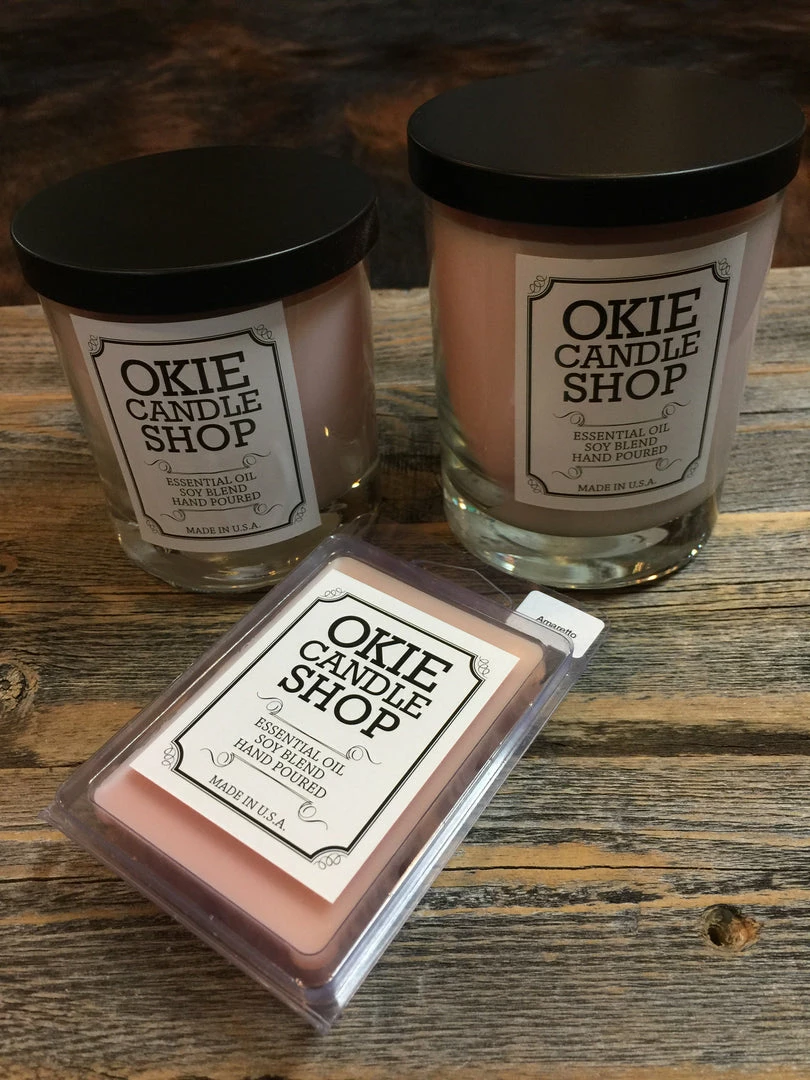 OKIE
CANDLE
SHOP
ESSENTIAL OIL
SOY BLEND
HAND POURED
MADE IN U.S.A.
OKIE
CANDLE
SHOP
ESSENTIAL OIL
SOY BLEND
HAND POURED
MADE IN U.S.A.
Amaretto
OKIE
CANDLE
SHOP
ESSENTIAL OIL
SOY BLEND
HAND POURED
MADE IN U.S.A.